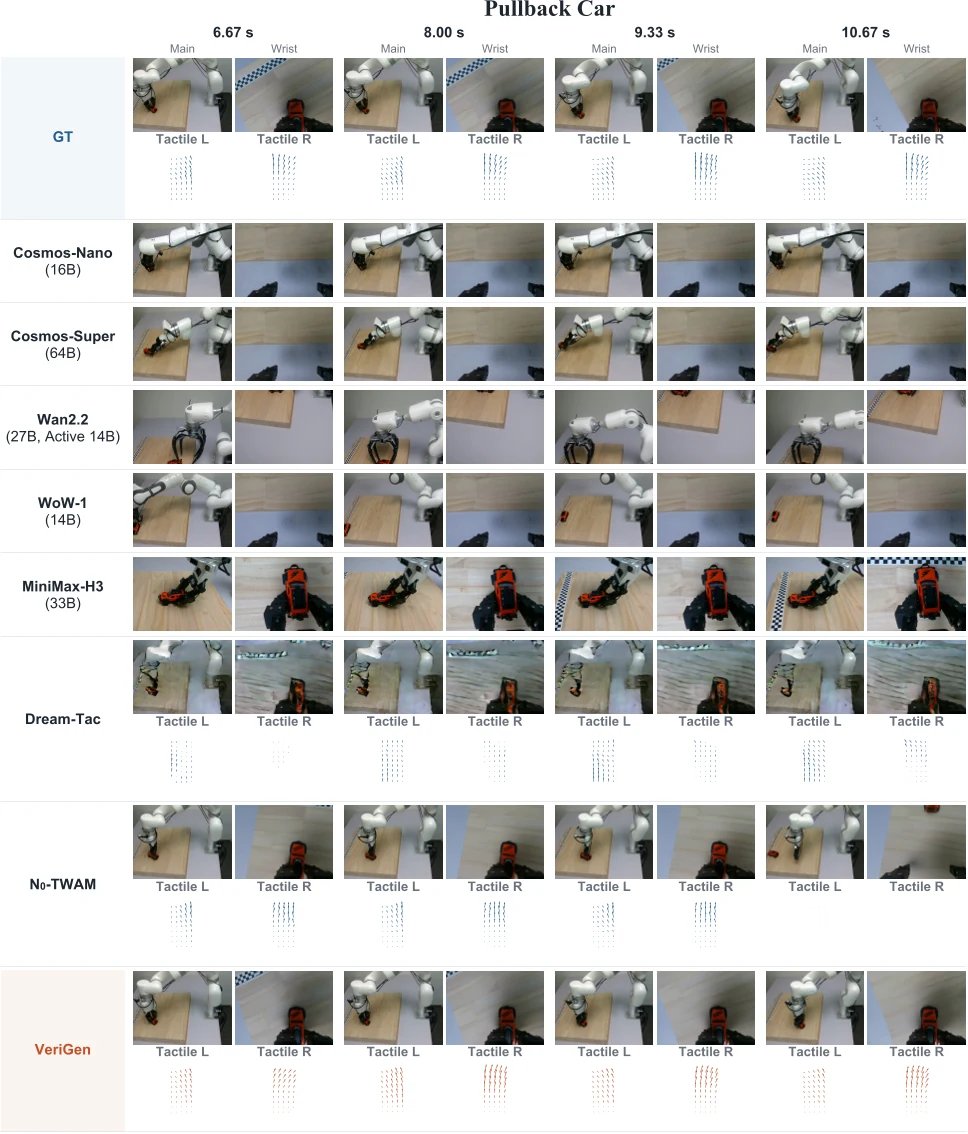 Pullback Car
6.67 s 8.00 s 9.33 s 10.67 s
Main Wrist Main Wrist Main Wrist Main Wrist
GT
Tactile L Tactile R Tactile L Tactile R Tactile L Tactile R Tactile L Tactile R
Cosmos-Nano
(16B)
Cosmos-Super
(64B)
Wan2.2
(27B, Active 14B)
WoW-1
(14B)
MiniMax-H3
(33B)
Dream-Tac
Tactile L Tactile R Tactile L Tactile R Tactile L Tactile R Tactile L Tactile R
N₀-TWAM
Tactile L Tactile R Tactile L Tactile R Tactile L Tactile R Tactile L Tactile R
VeriGen
Tactile L Tactile R Tactile L Tactile R Tactile L Tactile R Tactile L Tactile R